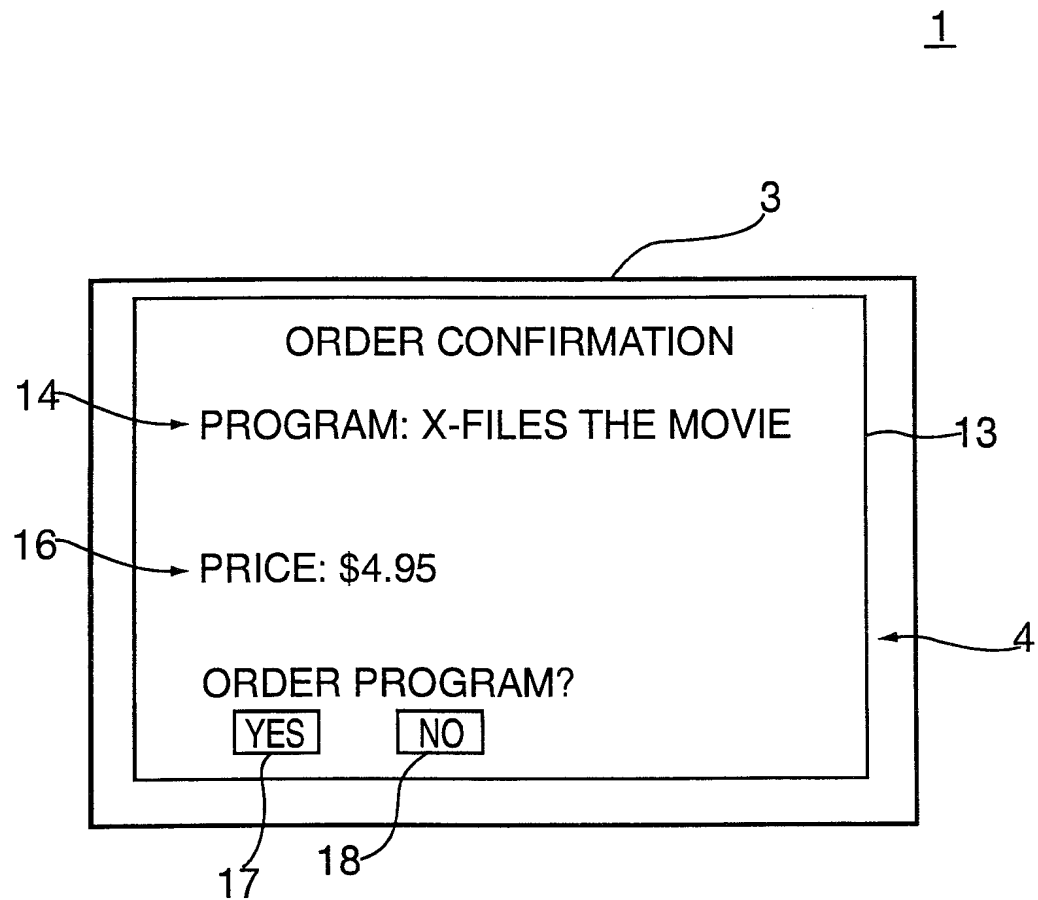 1
3
ORDER CONFIRMATION
14
PROGRAM: X-FILES THE MOVIE
13
16
PRICE: $4.95
4
ORDER PROGRAM?
YES NO
17
18